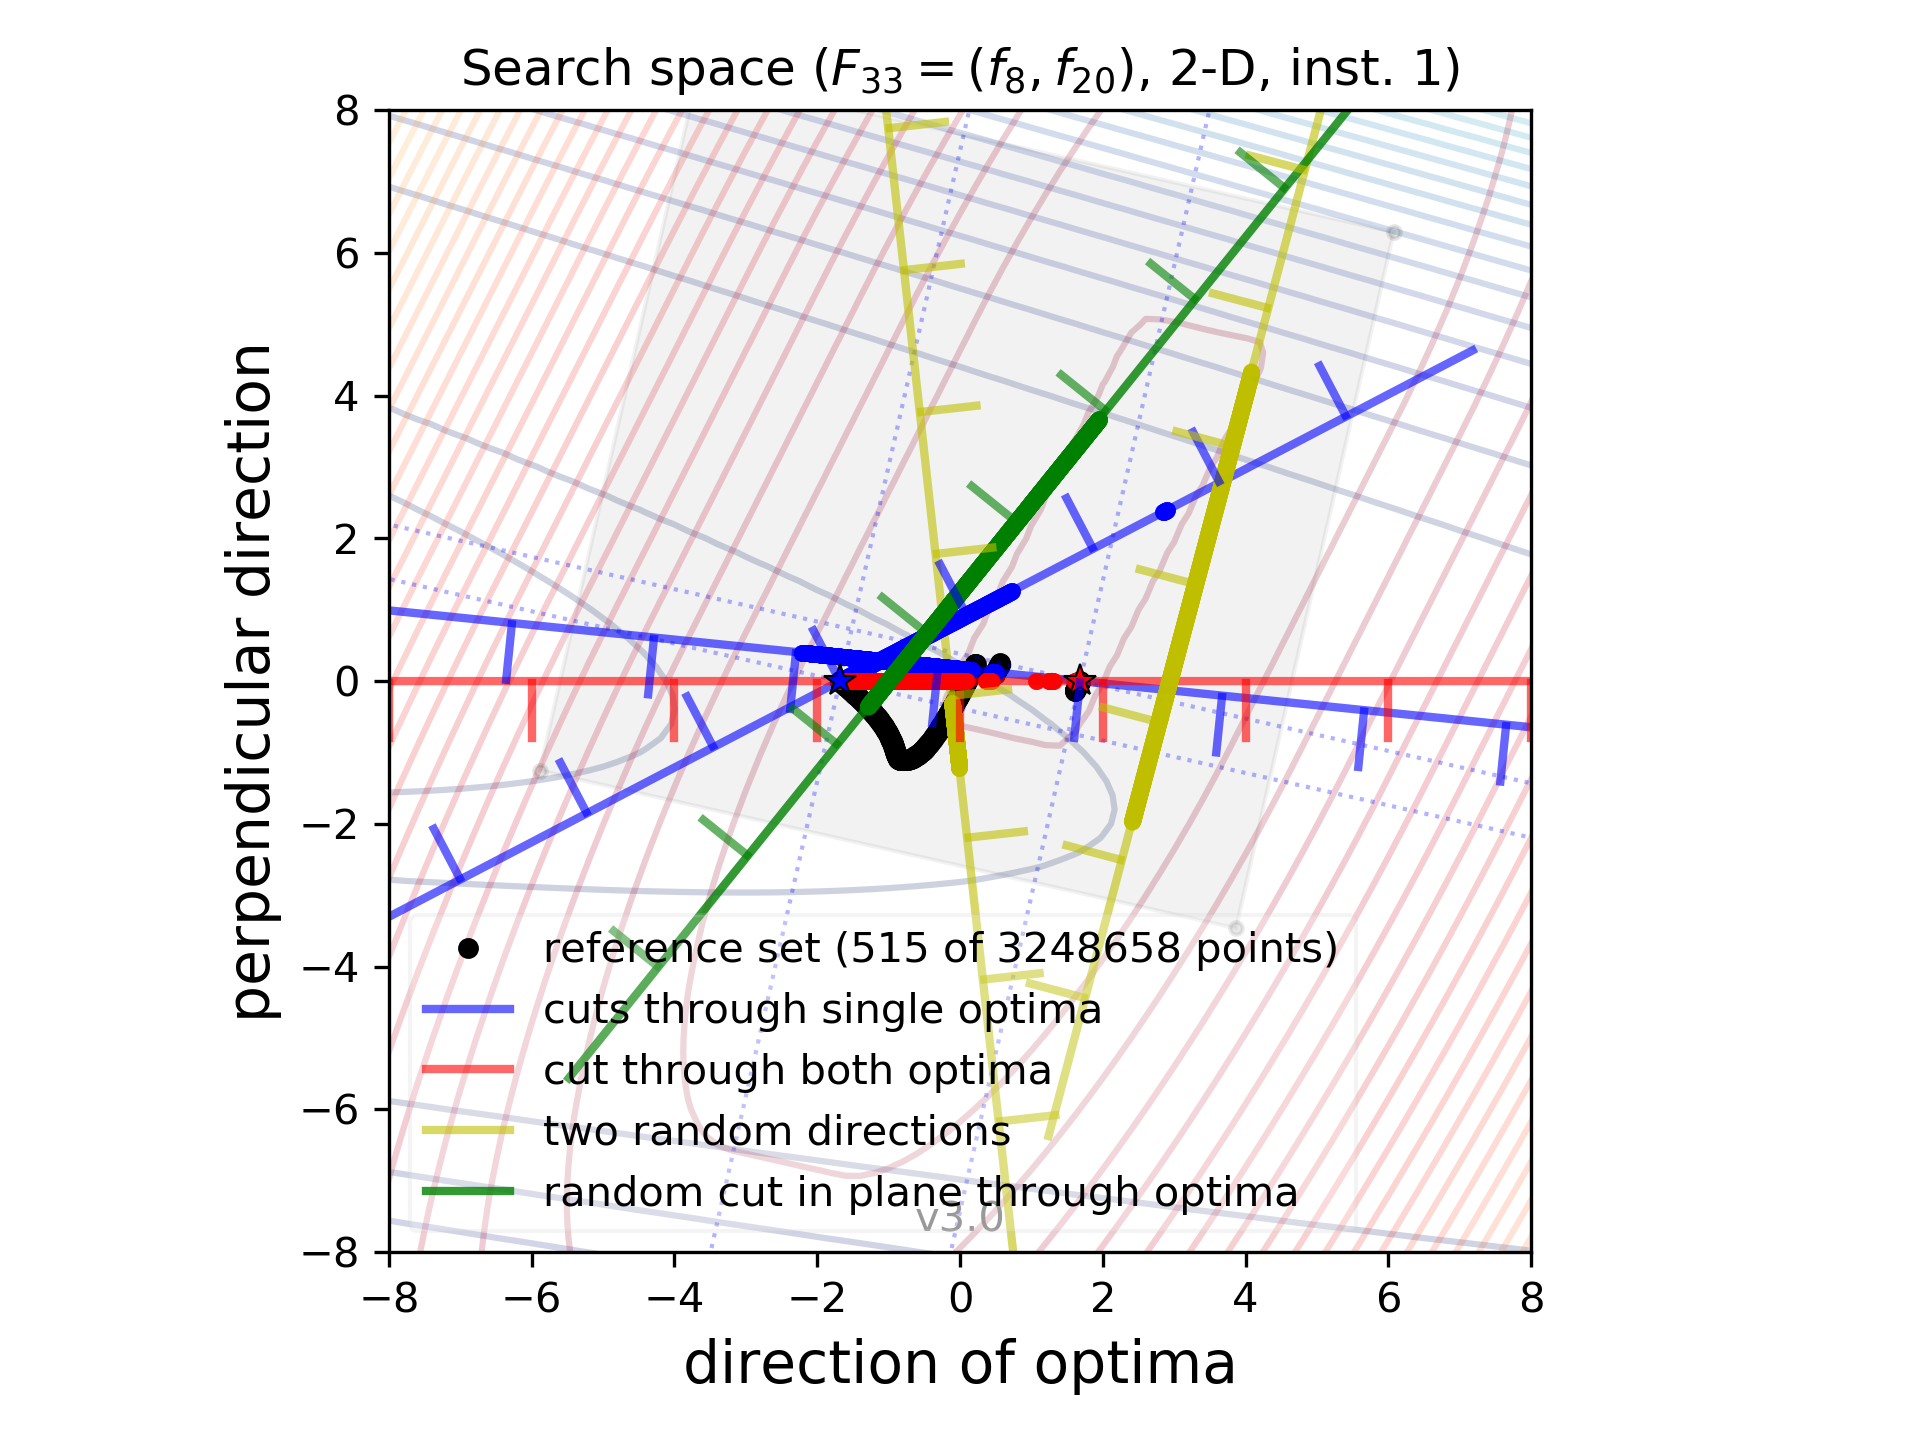 Search space (F33 = (f8, f20), 2-D, inst. 1)
8
6
4
2
0
−2
−4
−6
−8
perpendicular direction
reference set (515 of 3248658 points)
cuts through single optima
cut through both optima
two random directions
random cut in plane through optima
v3.0
−8 −6 −4 −2 0 2 4 6 8
direction of optima